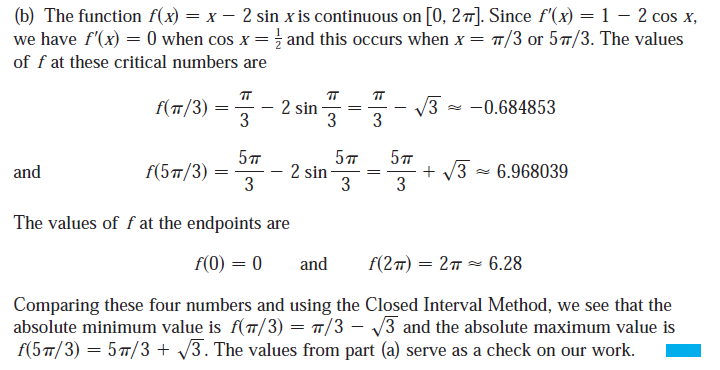 (b) The function f(x) = x − 2 sin x is continuous on [0, 2π]. Since f′(x) = 1 − 2 cos x,
we have f′(x) = 0 when cos x = 1/2 and this occurs when x = π/3 or 5π/3. The values
of f at these critical numbers are
f(π/3) = π/3 − 2 sin π/3 = π/3 − √3 ≈ −0.684853
and f(5π/3) = 5π/3 − 2 sin 5π/3 = 5π/3 + √3 ≈ 6.968039
The values of f at the endpoints are
f(0) = 0 and f(2π) = 2π ≈ 6.28
Comparing these four numbers and using the Closed Interval Method, we see that the
absolute minimum value is f(π/3) = π/3 − √3 and the absolute maximum value is
f(5π/3) = 5π/3 + √3. The values from part (a) serve as a check on our work.